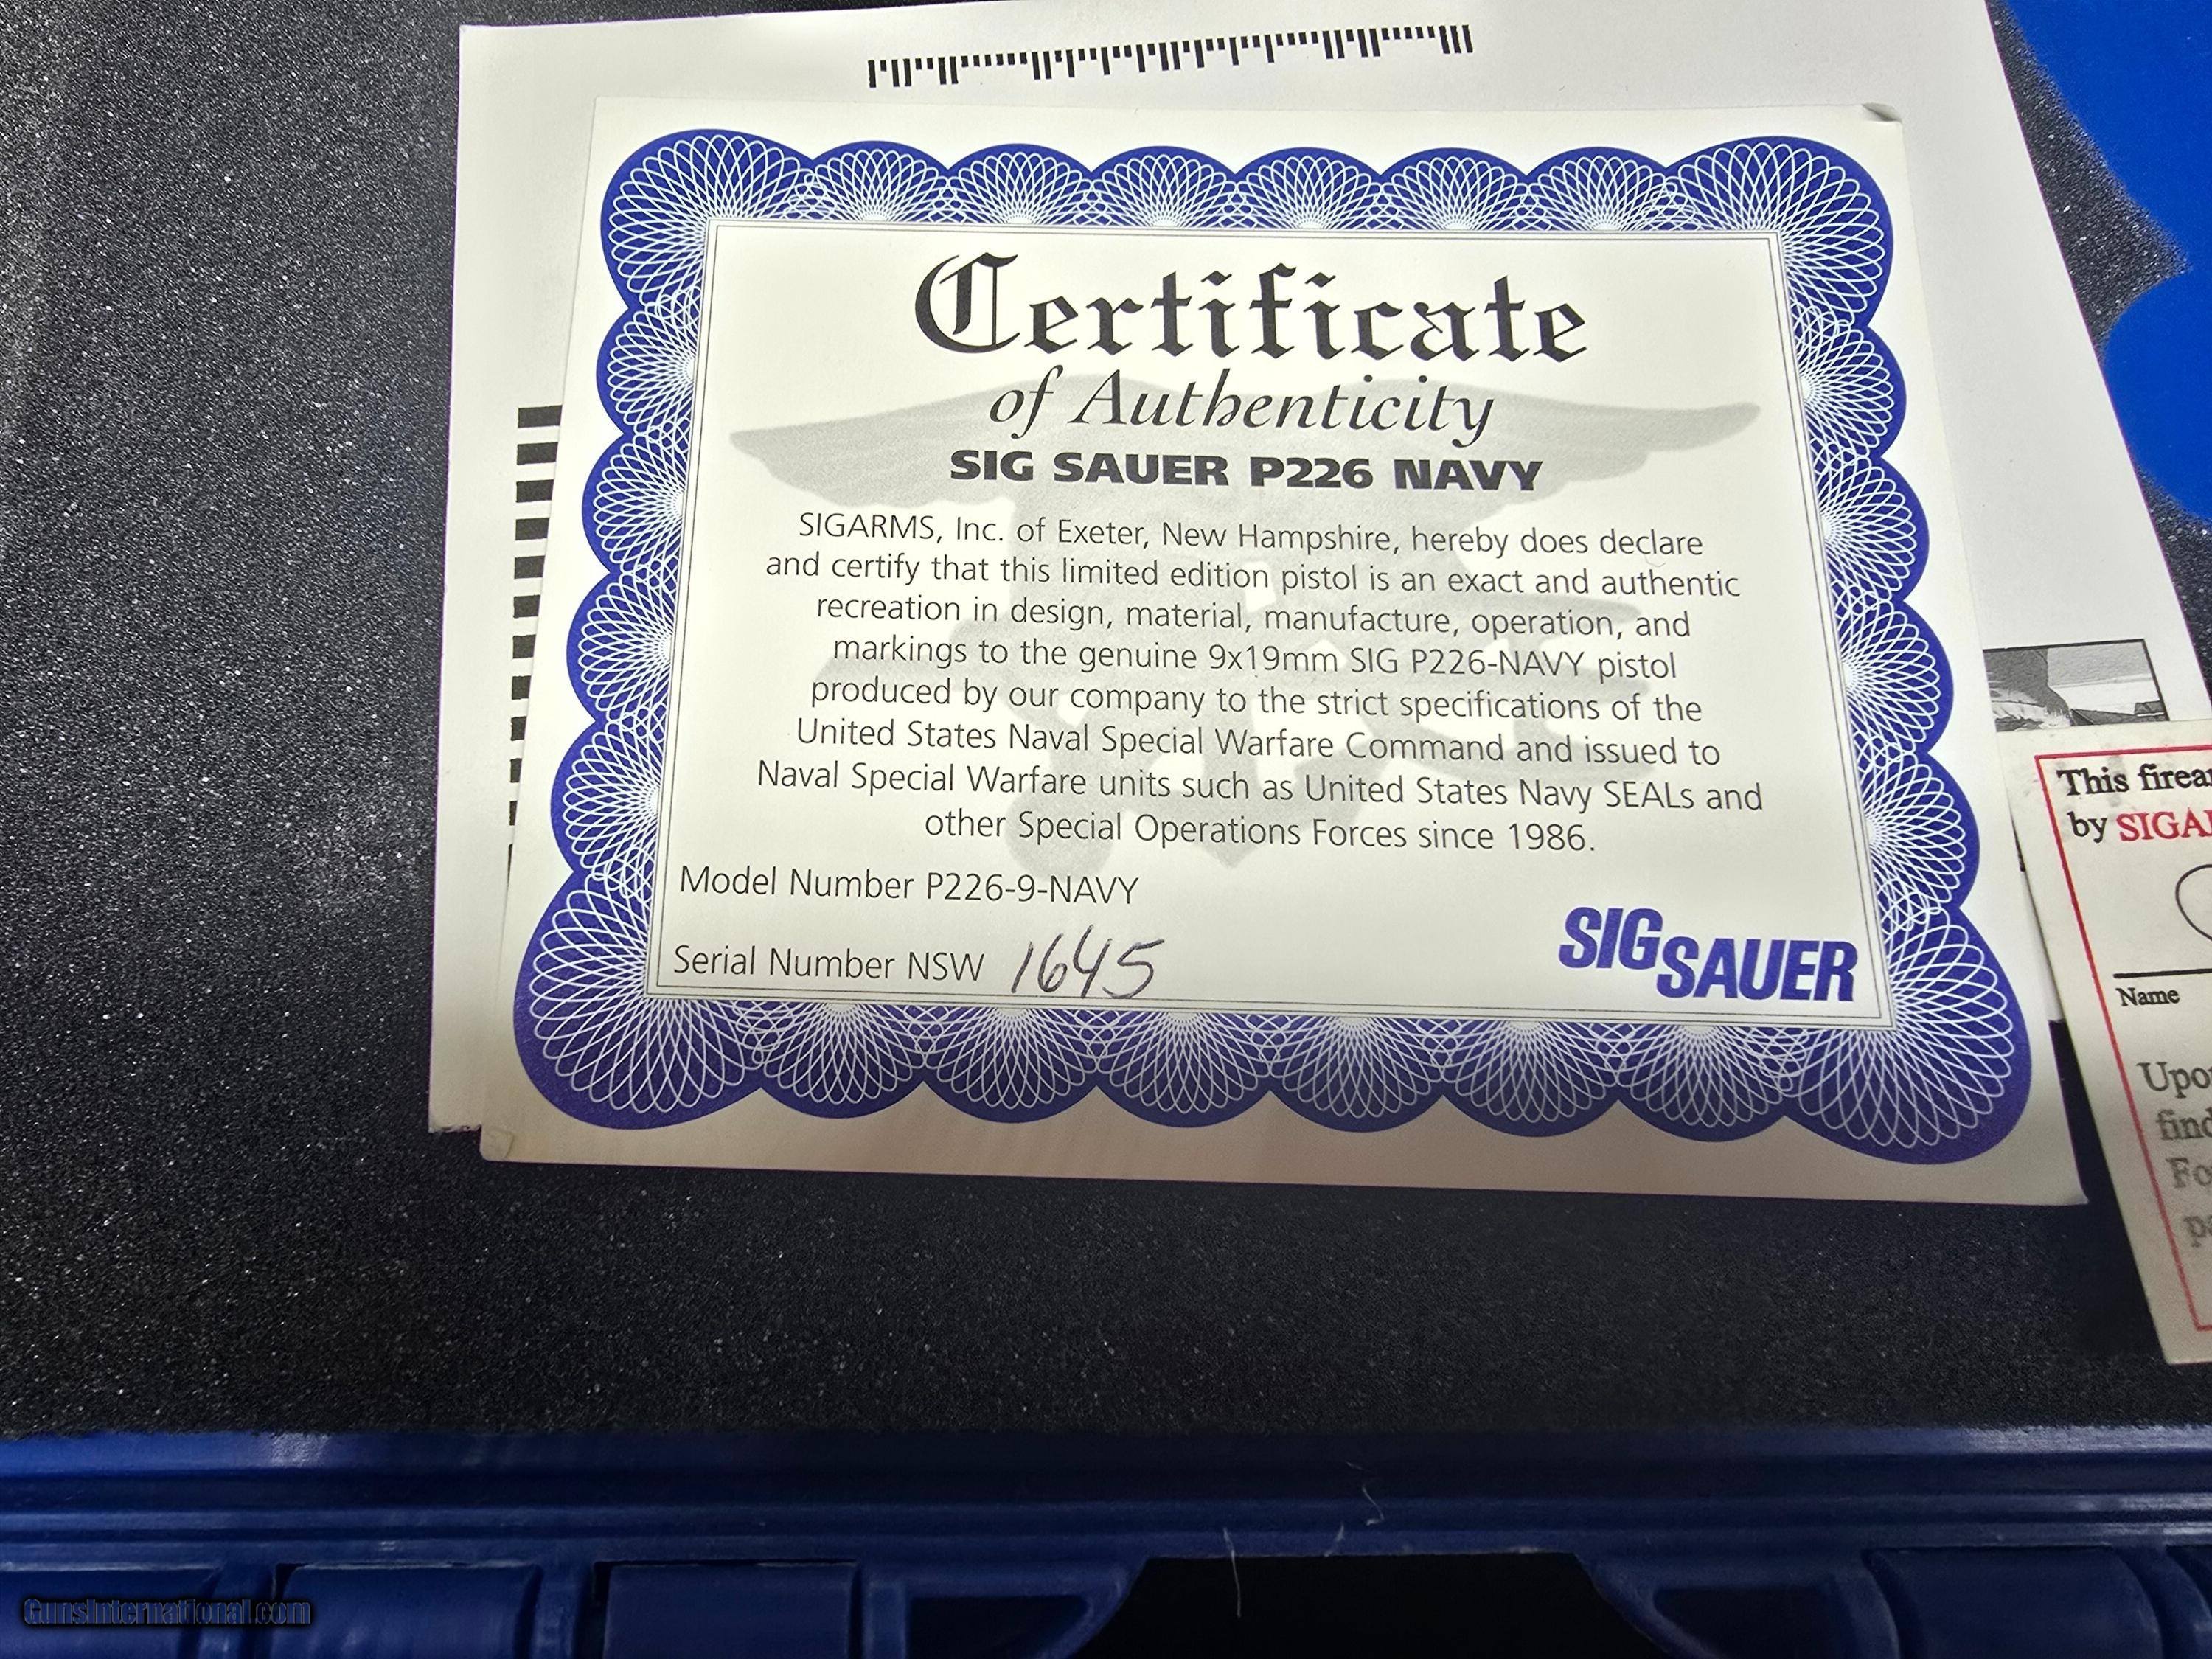 Certificate
of Authenticity
SIG SAUER P226 NAVY
SIGARMS, Inc. of Exeter, New Hampshire, hereby does declare
and certify that this limited edition pistol is an exact and authentic
recreation in design, material, manufacture, operation, and
markings to the genuine 9x19mm SIG P226-NAVY pistol
produced by our company to the strict specifications of the
United States Naval Special Warfare Command and issued to
Naval Special Warfare units such as United States Navy SEALs and
other Special Operations Forces since 1986.
Model Number P226-9-NAVY
Serial Number NSW 1645
SIG SAUER
This
by
Name
GunsInternational.com